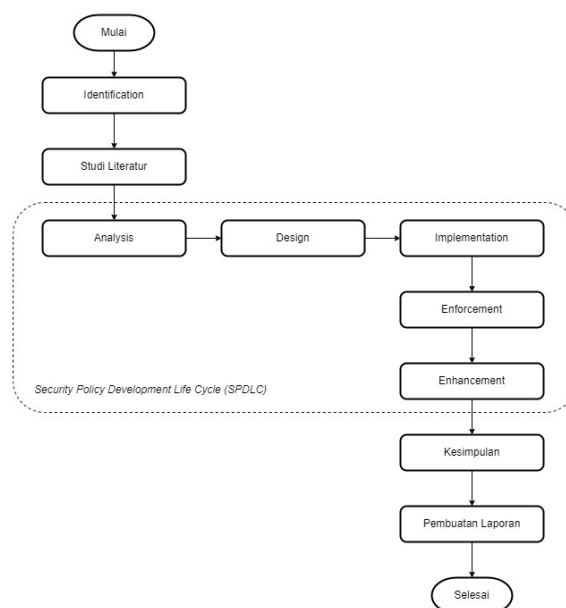 Mulai
Identification
Studi Literatur
Analysis
Design
Implementation
Enforcement
Enhancement
Security Policy Development Life Cycle (SPDLC)
Kesimpulan
Pembuatan Laporan
Selesai